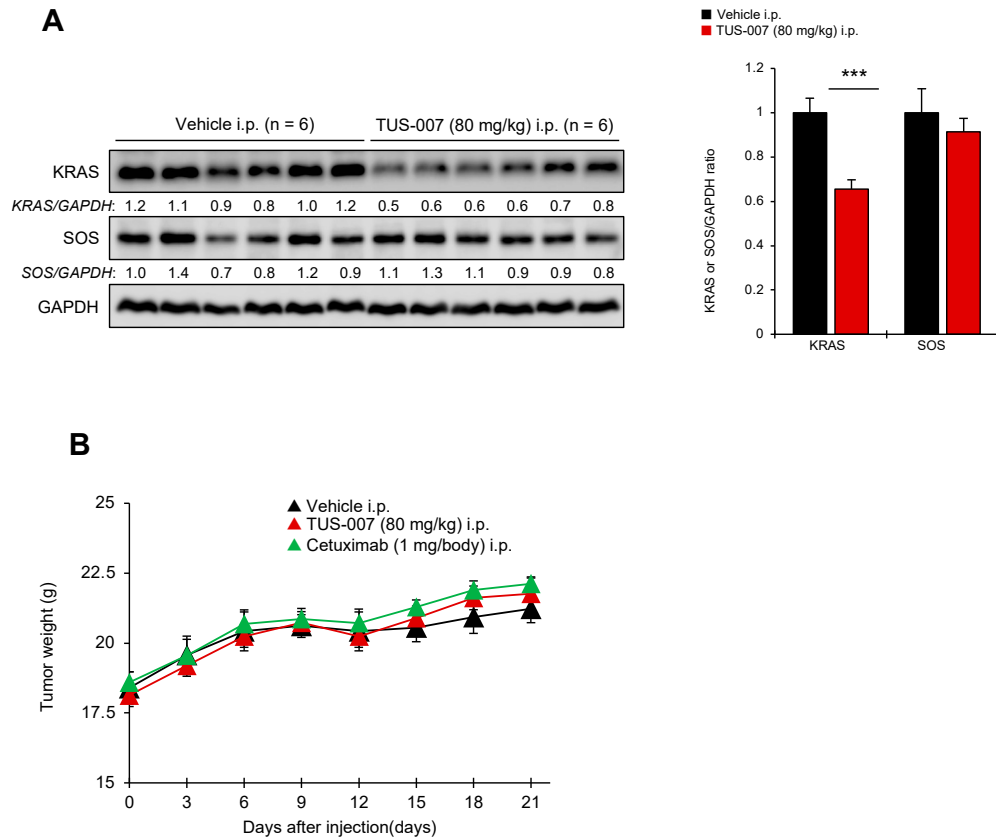 A
Vehicle i.p. (n = 6) TUS-007 (80 mg/kg) i.p. (n = 6)
KRAS
KRAS/GAPDH: 1.2 1.1 0.9 0.8 1.0 1.2 0.5 0.6 0.6 0.6 0.7 0.8
SOS
SOS/GAPDH: 1.0 1.4 0.7 0.8 1.2 0.9 1.1 1.3 1.1 0.9 0.9 0.8
GAPDH
Vehicle i.p.
TUS-007 (80 mg/kg) i.p.
KRAS or SOS/GAPDH ratio
1.2
1
0.8
0.6
0.4
0.2
0
***
KRAS SOS
B
Vehicle i.p.
TUS-007 (80 mg/kg) i.p.
Cetuximab (1 mg/body) i.p.
Tumor weight (g)
25
22.5
20
17.5
15
0 3 6 9 12 15 18 21
Days after injection(days)